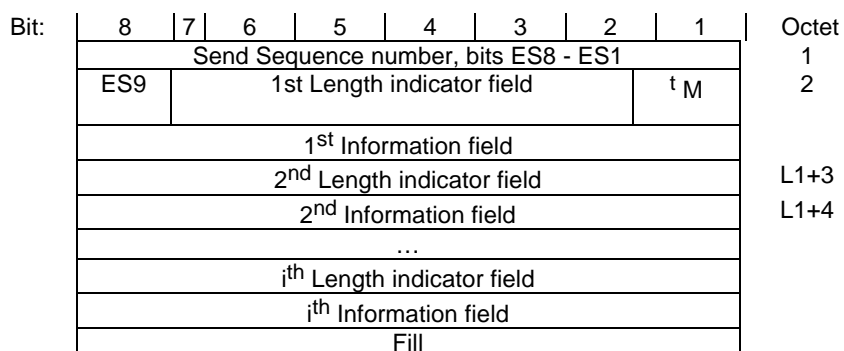 Bit: 8 7 6 5 4 3 2 1 Octet
Send Sequence number, bits ES8 - ES1 1
ES9 1st Length indicator field t M 2
1st Information field
2nd Length indicator field L1+3
2nd Information field L1+4
…
ith Length indicator field
ith Information field
Fill